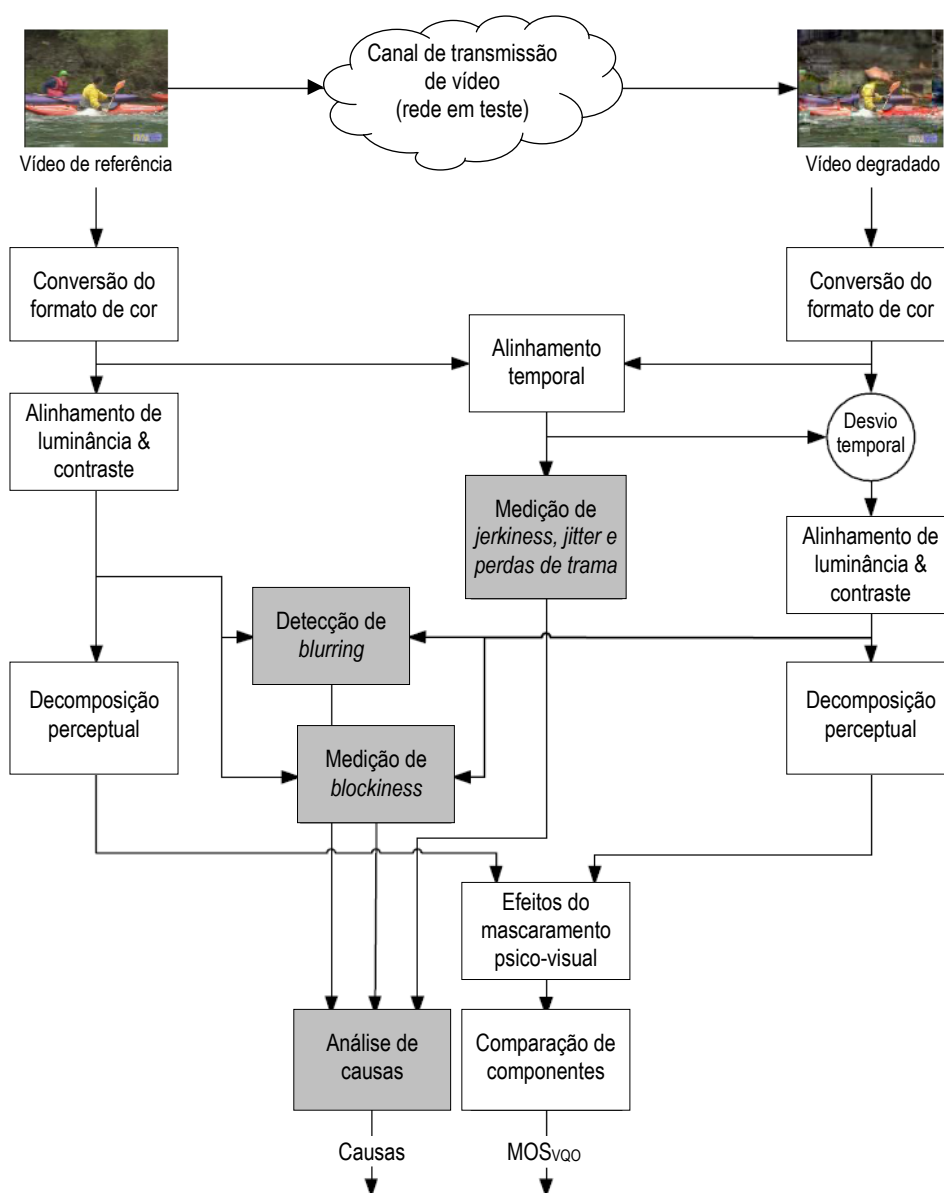 Canal de transmissão
de vídeo
(rede em teste)
Vídeo de referência
Vídeo degradado
Conversão do
formato de cor
Conversão do
formato de cor
Alinhamento
temporal
Alinhamento de
luminância &
contraste
Desvio
temporal
Medição de
jerkiness, jitter e
perdas de trama
Alinhamento de
luminância &
contraste
Detecção de
blurring
Decomposição
perceptual
Decomposição
perceptual
Medição de
blockiness
Efeitos do
mascaramento
psico-visual
Análise de
causas
Comparação de
componentes
Causas
MOSVQO